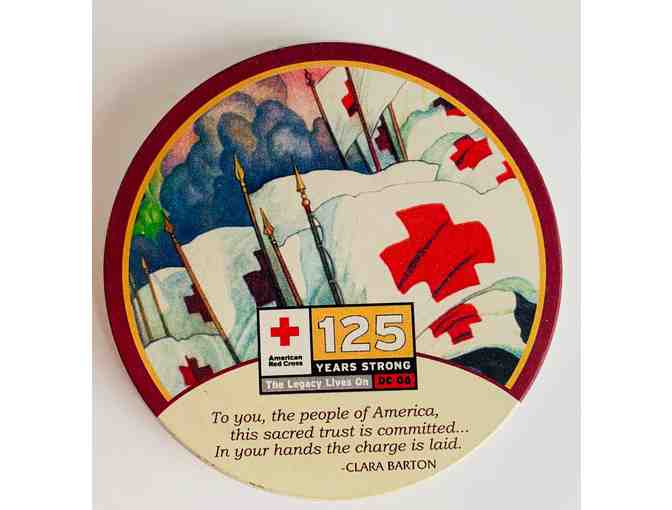 American
Red Cross
125
YEARS STRONG
The Legacy Lives On DC-06
To you, the people of America,
this sacred trust is committed...
In your hands the charge is laid.
-CLARA BARTON